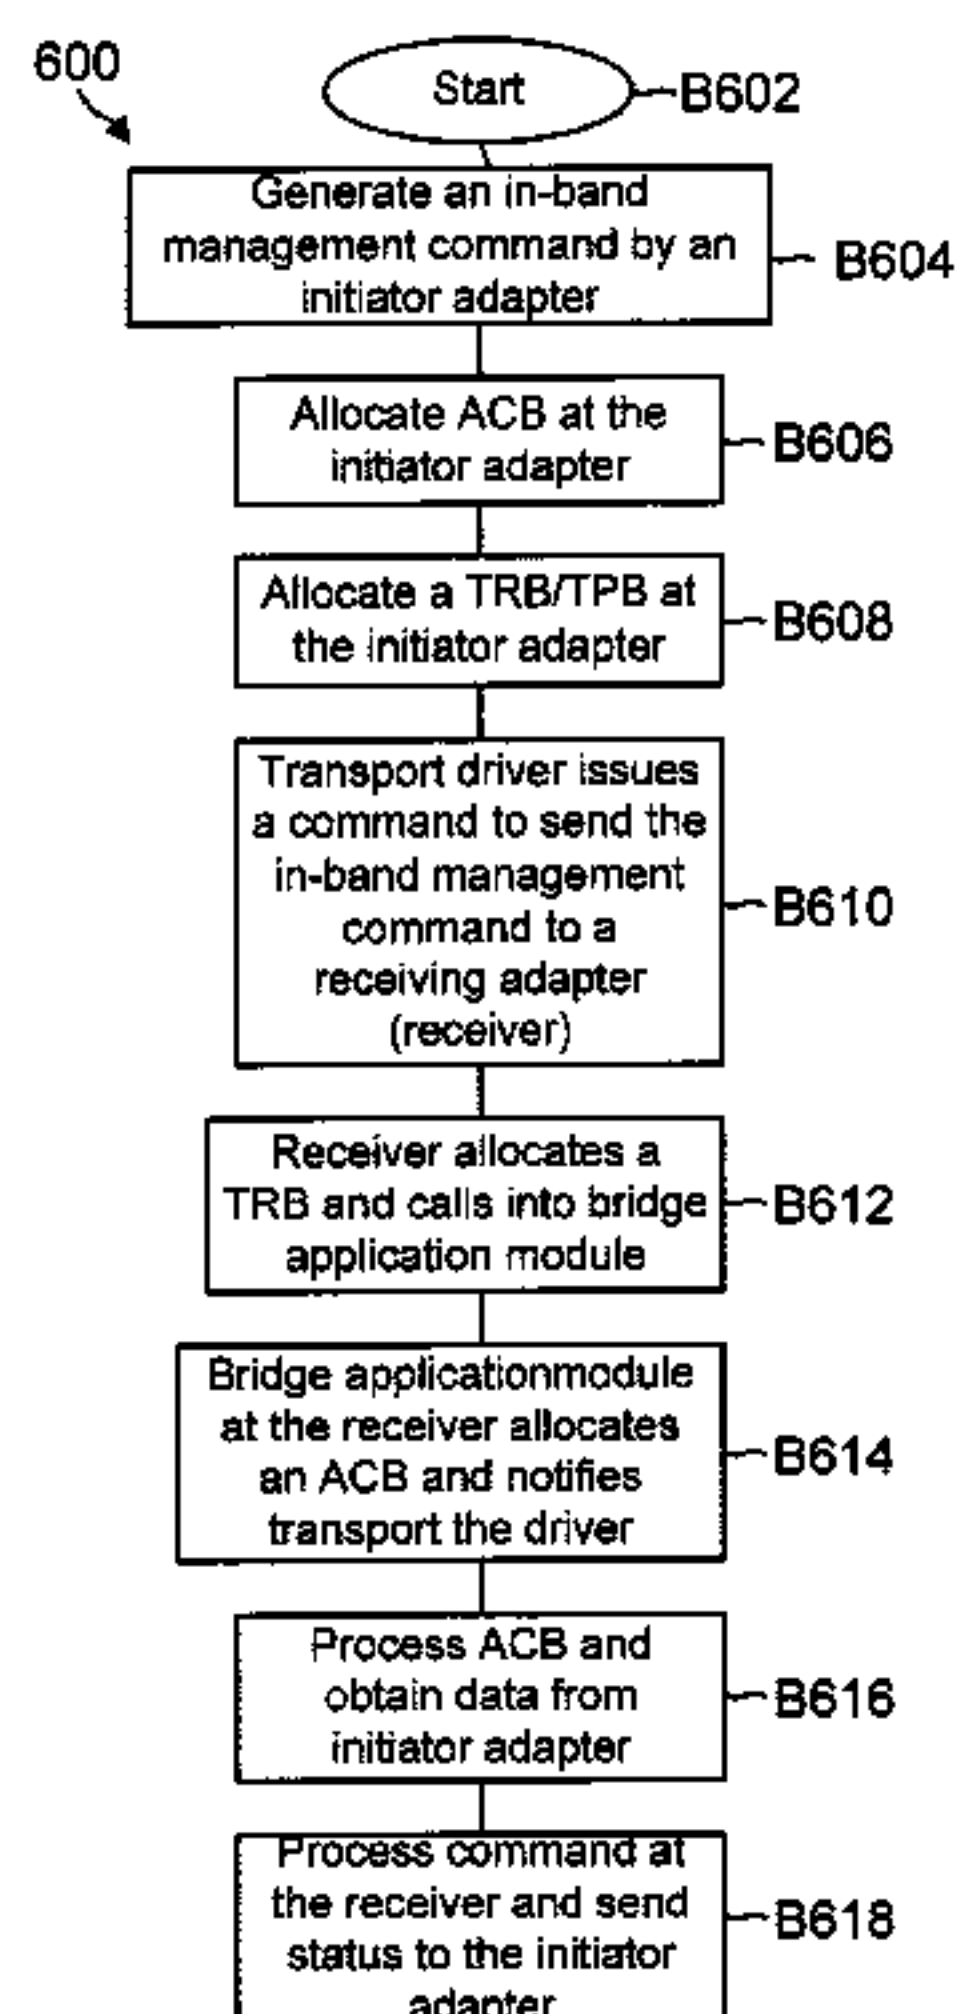 600
Start
B602
Generate an in-band
management command by an
initiator adapter
B604
Allocate ACB at the
initiator adapter
B606
Allocate a TRB/TPB at
the initiator adapter
B608
Transport driver issues
a command to send the
in-band management
command to a
receiving adapter
(receiver)
B610
Receiver allocates a
TRB and calls into bridge
application module
B612
Bridge applicationmodule
at the receiver allocates
an ACB and notifies
transport the driver
B614
Process ACB and
obtain data from
initiator adapter
B616
Process command at
the receiver and send
status to the initiator
adapter
B618